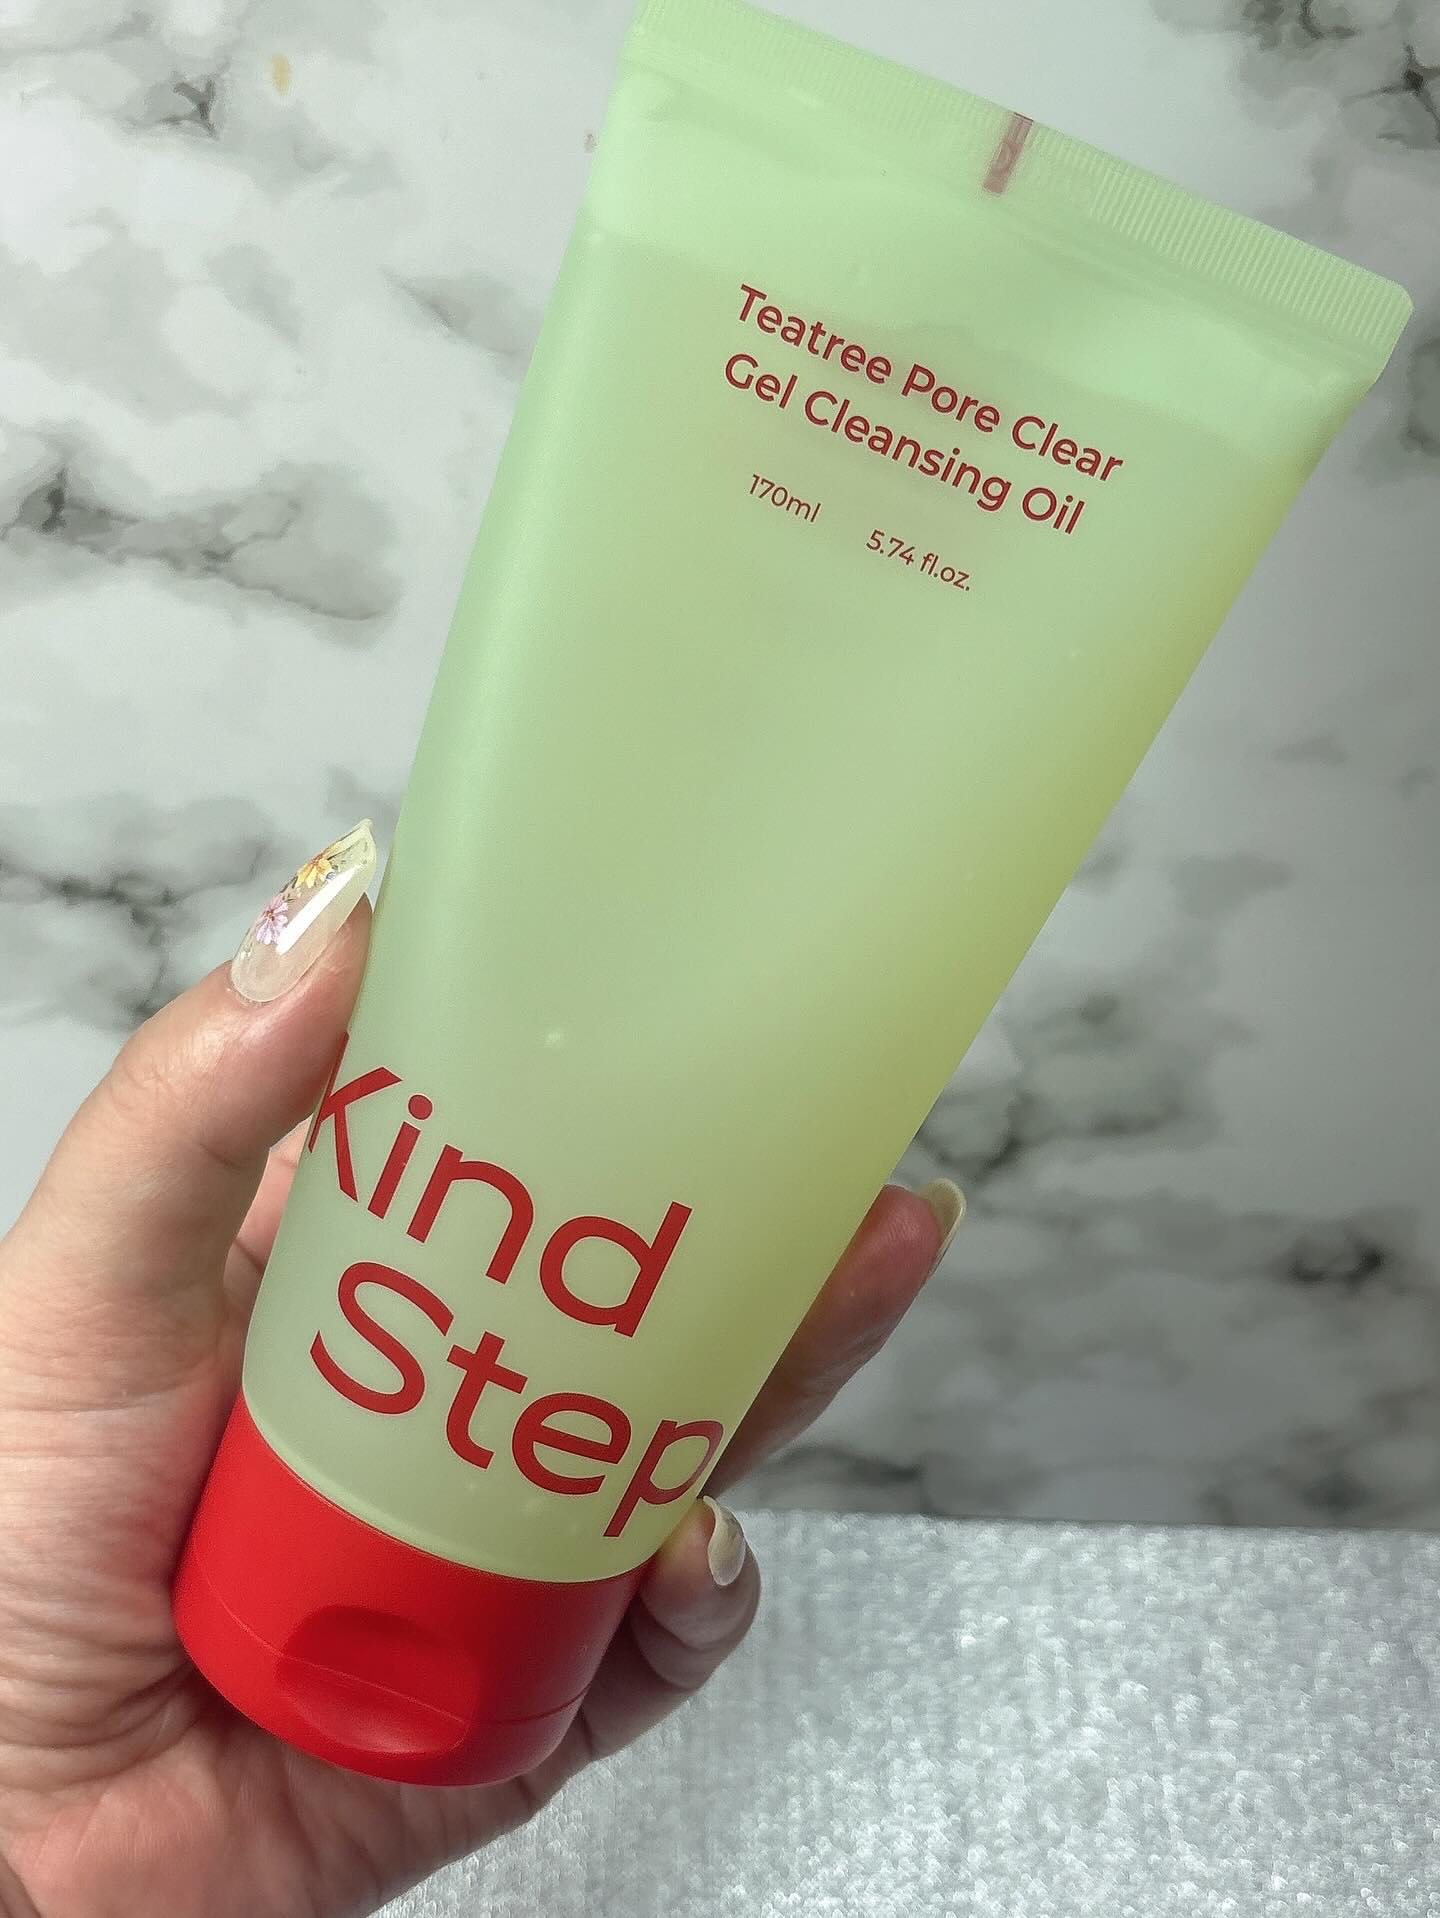 Teatree Pore Clear
Gel Cleansing Oil
170ml 5.74 fl.oz.
Kind
Step